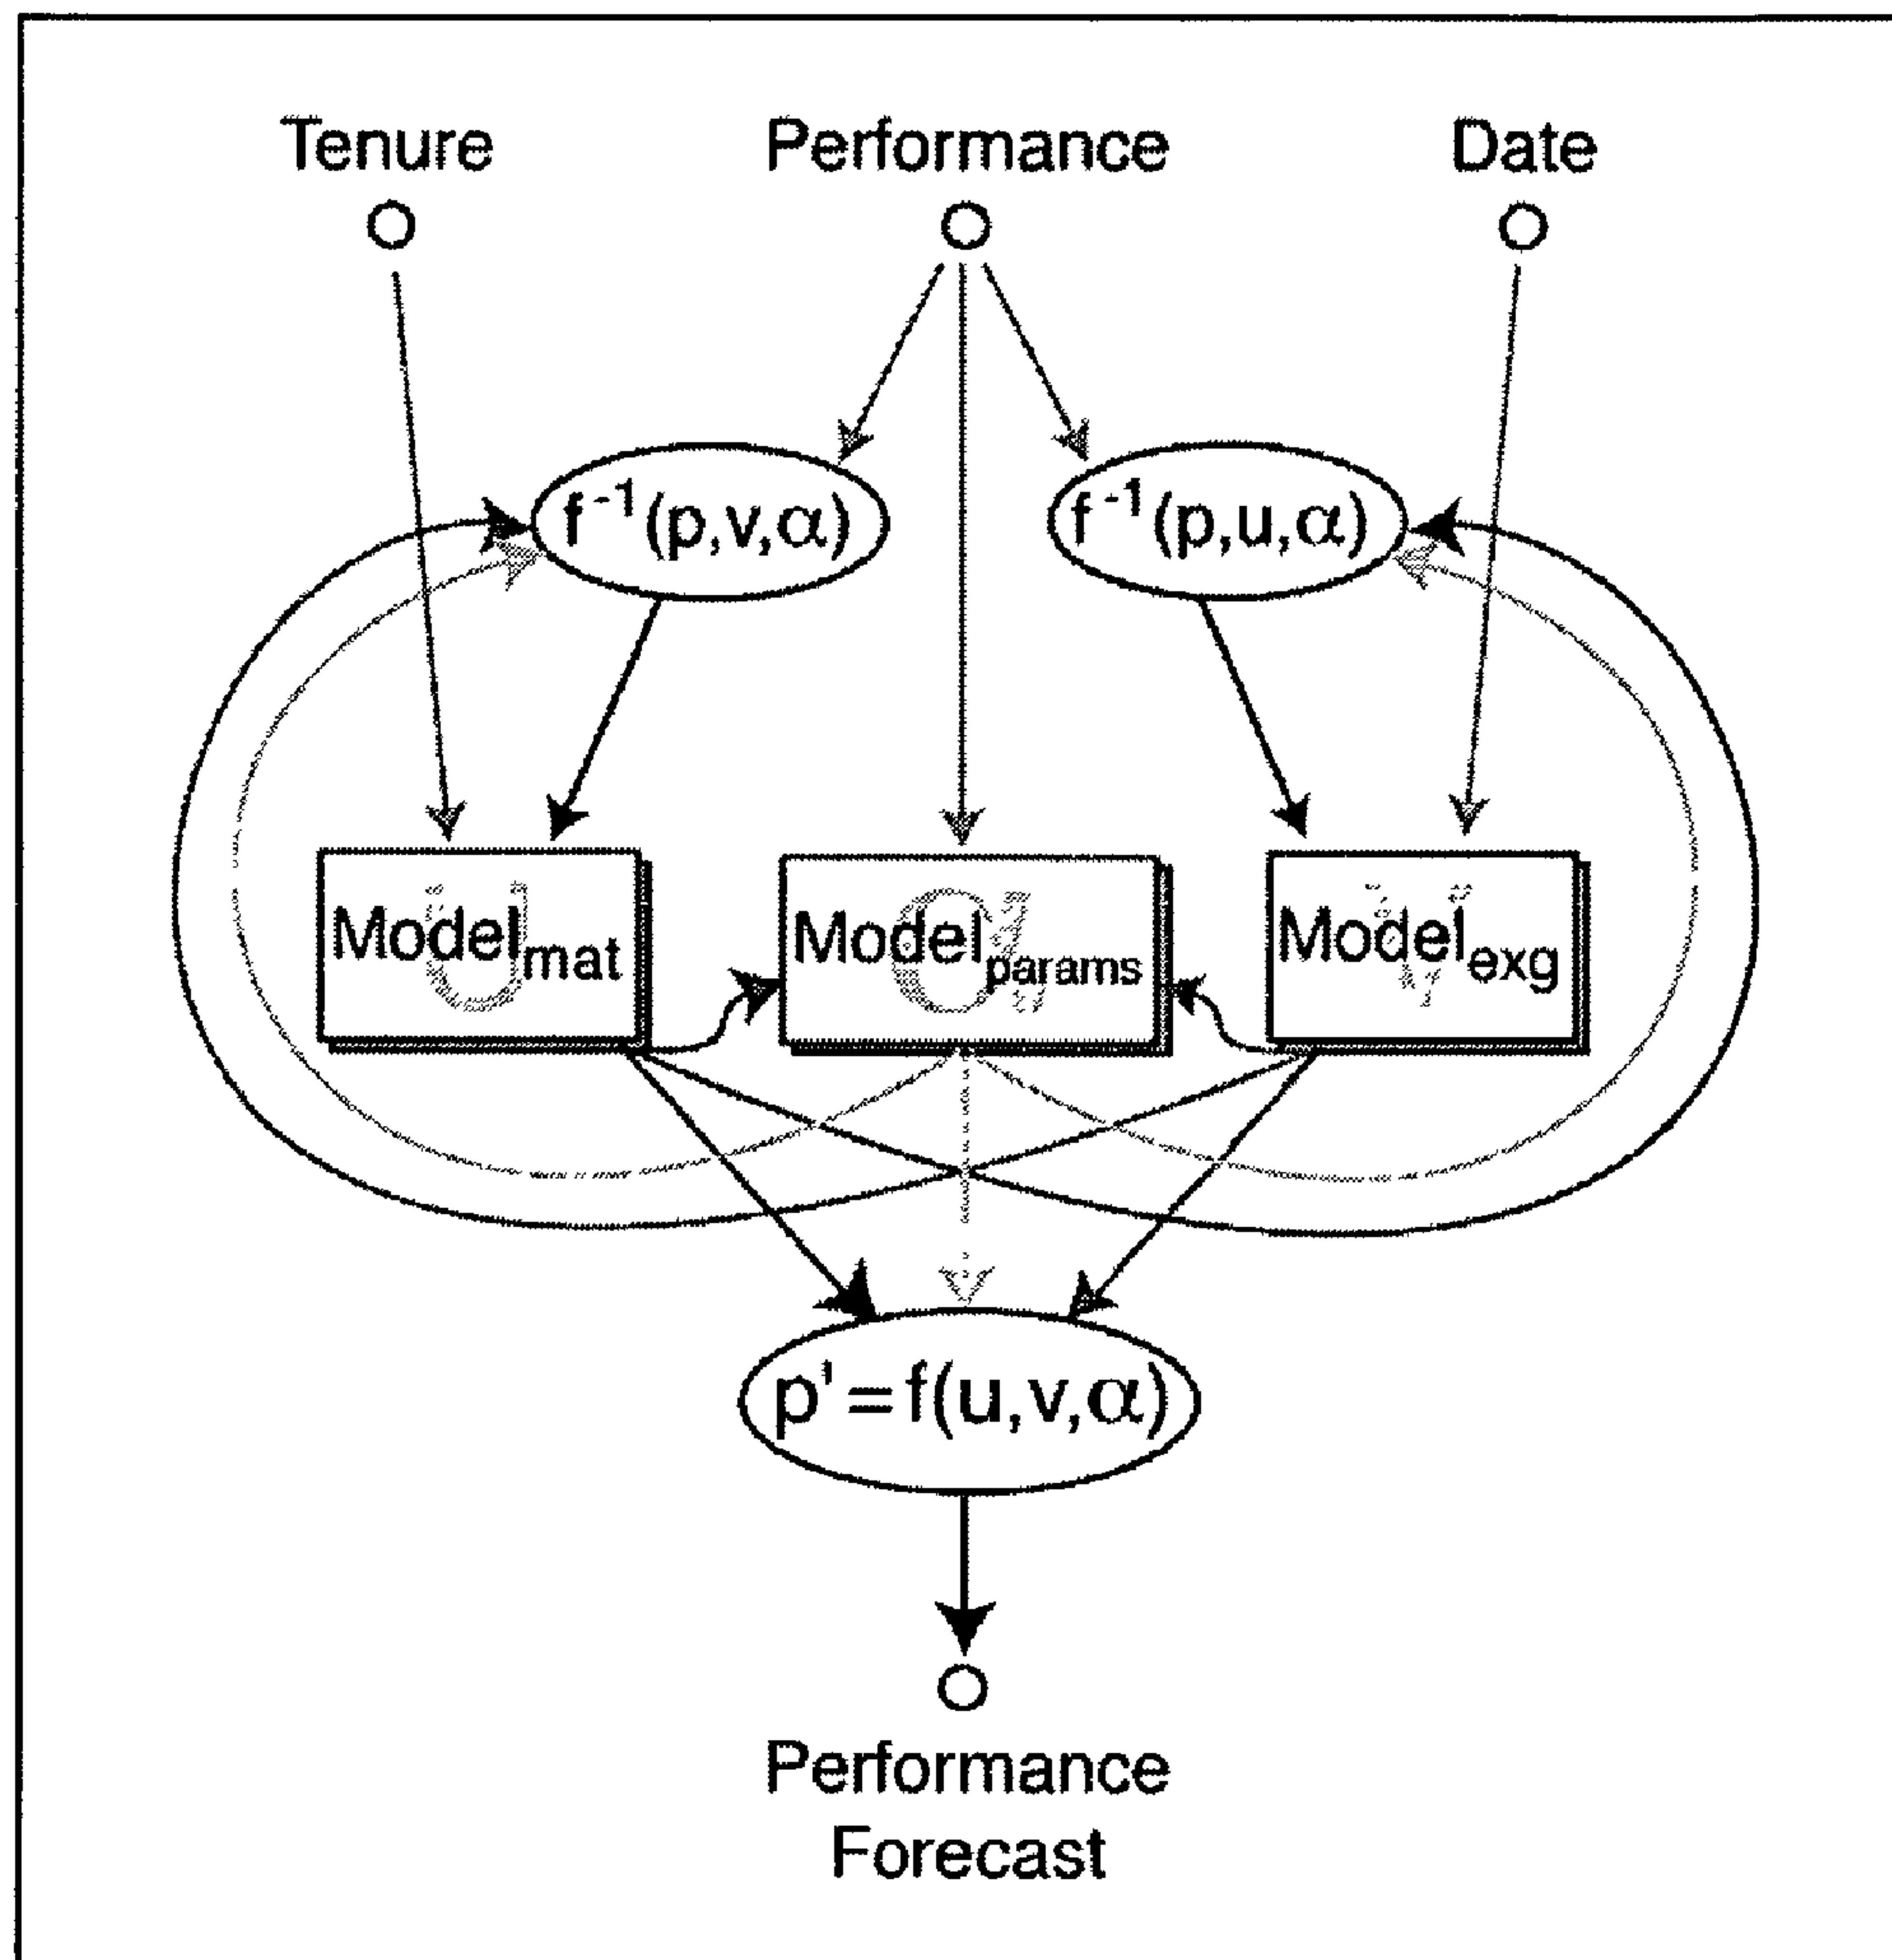 Tenure Performance Date
f⁻¹(p,v,α) f⁻¹(p,u,α)
U α V
Model_mat Model_params Model_exg
p'=f(u,v,α)
Performance
Forecast